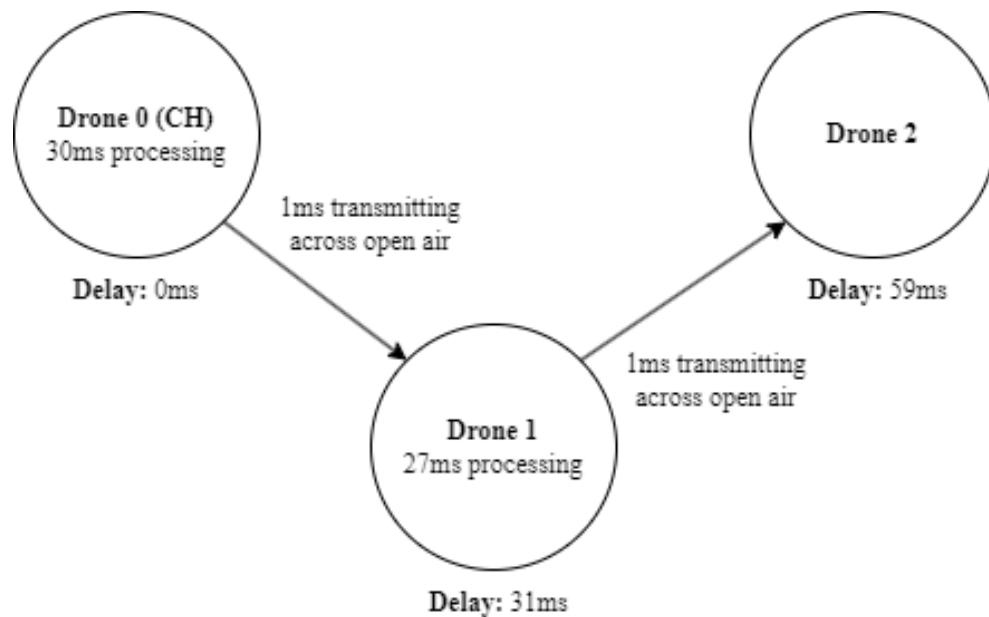 Drone 0 (CH)
30ms processing
Delay: 0ms
1ms transmitting
across open air
Drone 1
27ms processing
Delay: 31ms
1ms transmitting
across open air
Drone 2
Delay: 59ms